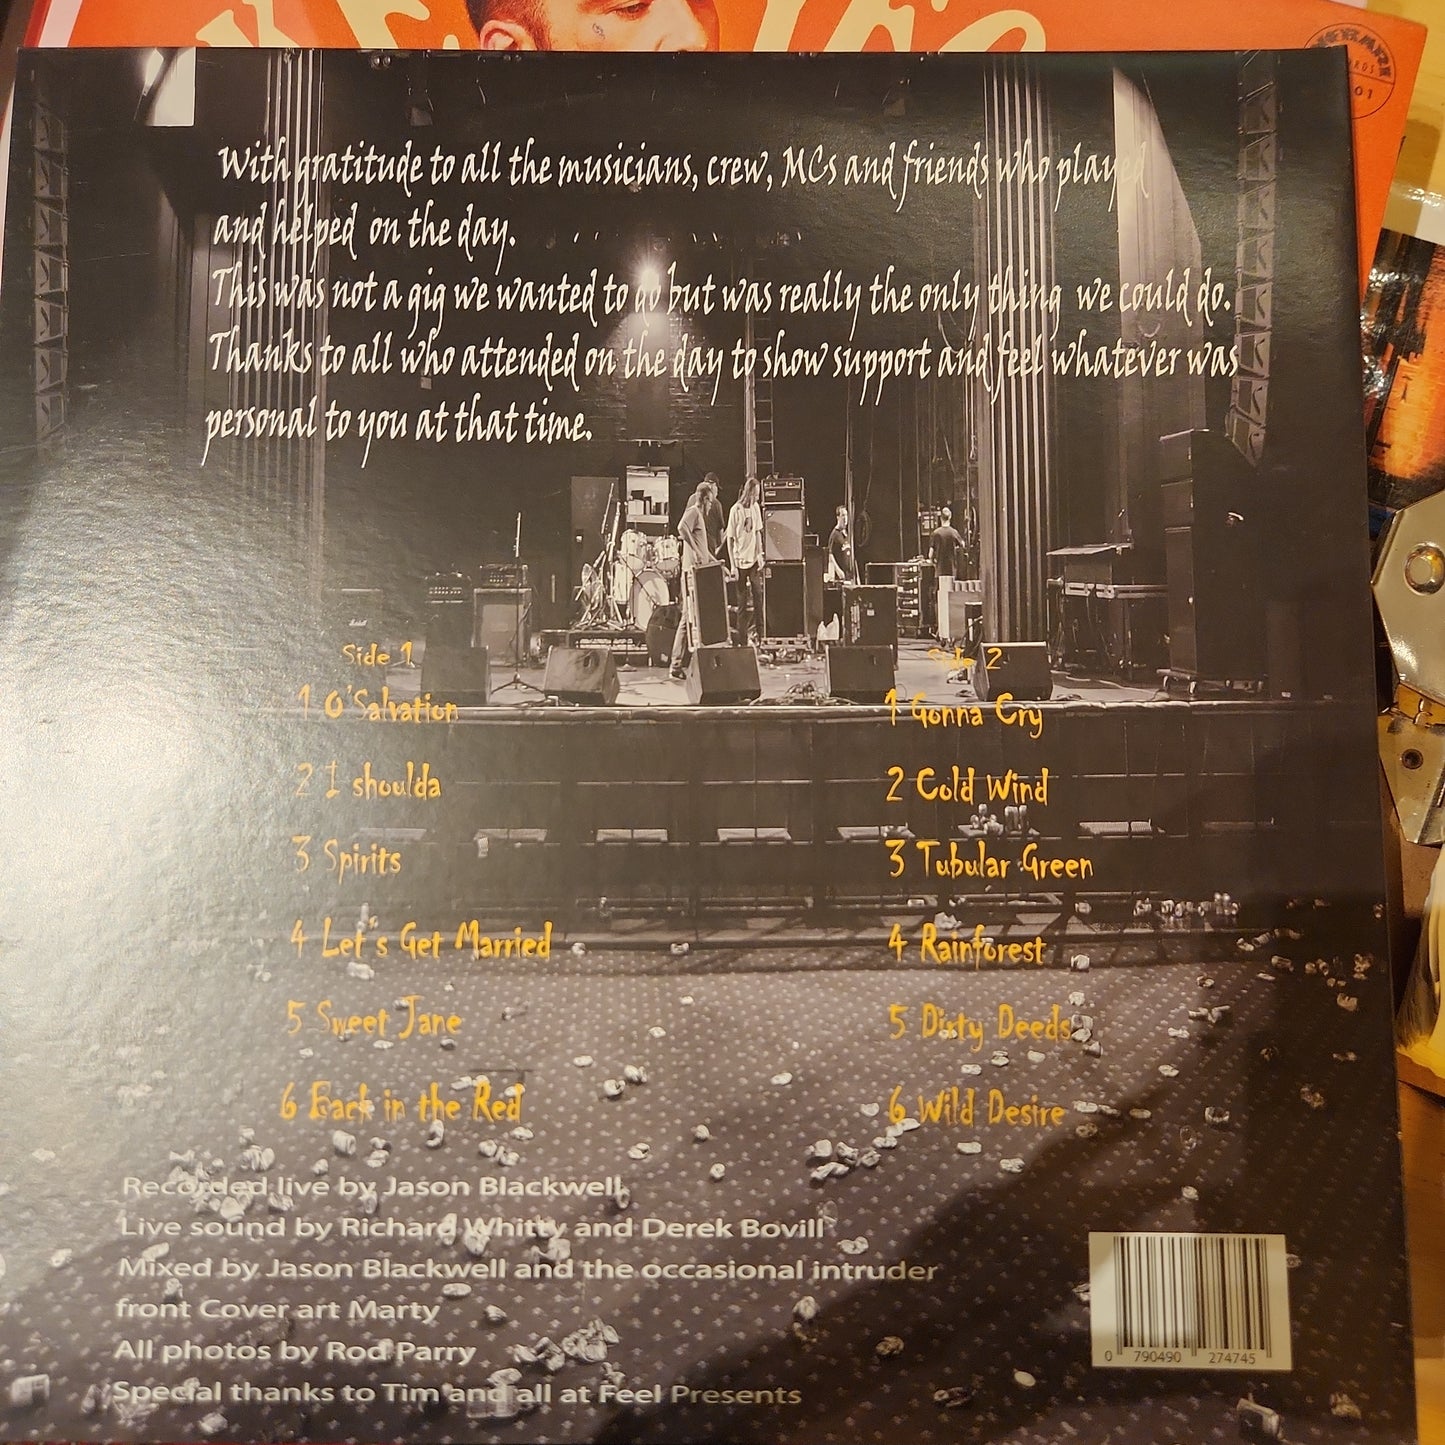 With gratitude to all the musicians, crew, MCs and friends who played
and helped on the day.
This was not a gig we wanted to do but was really the only thing we could do.
Thanks to all who attended on the day to show support and feel whatever was
personal to you at that time.
Side 1
1 O'Salvation
2 I shoulda
3 Spirits
4 Let's Get Married
5 Sweet Jane
6 Back in the Red
Side 2
1 Gonna Cry
2 Cold Wind
3 Tubular Green
4 Rainforest
5 Dirty Deeds
6 Wild Desire
Recorded live by Jason Blackwell
Live sound by Richard Whitty and Derek Bovill
Mixed by Jason Blackwell and the occasional intruder
front Cover art Marty
All photos by Rod Parry
Special thanks to Tim and all at Feel Presents
0 790490 274745